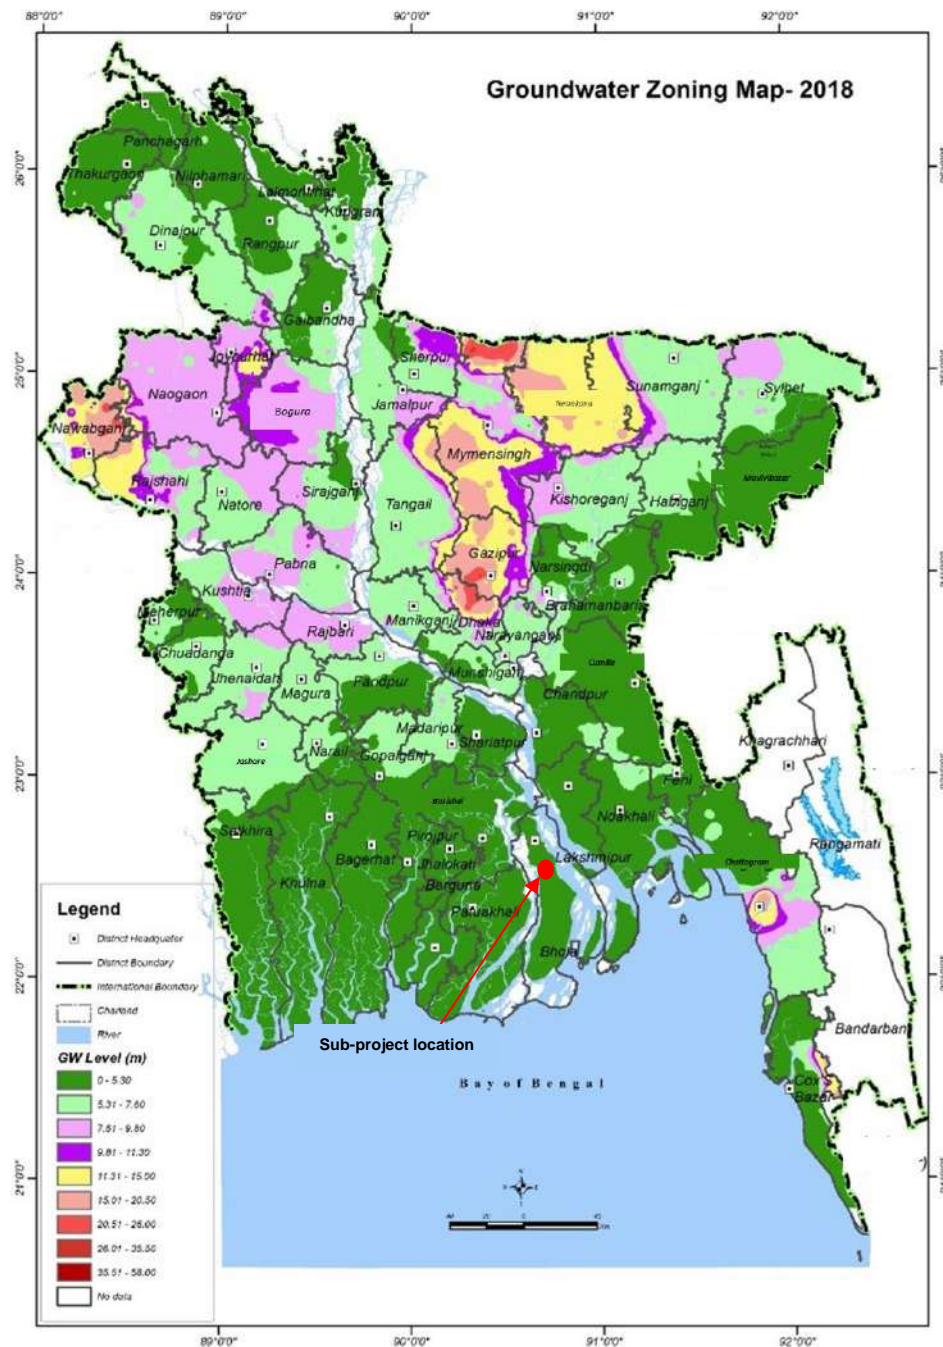 88°0'0"
89°0'0"
90°0'0"
91°0'0"
92°0'0"
Groundwater Zoning Map- 2018
26°0'0"
25°0'0"
24°0'0"
23°0'0"
22°0'0"
21°0'0"
Panchagarh
Thakurgaon
Nilphamari
Lalmonirhat
Kurigram
Dinajpur
Rangpur
Gaibandha
Joypurhat
Sherpur
Naogaon
Bogura
Jamalpur
Sunamganj
Sylhet
Nawabganj
Mymensingh
Rajshahi
Natore
Sirajganj
Tangail
Kishoreganj
Habiganj
Pabna
Gazipur
Narsingdi
Kushtia
Meherpur
Rajbari
Manikganj
Dhaka
Narayanganj
Chuadanga
Jhenaidah
Magura
Munshiganj
Cumilla
Chandpur
Madaripur
Shariatpur
Narail
Gopalganj
Jashore
Khagrachhari
Feni
Noakhali
Satkhira
Pirojpur
Bagerhat
Jhalokati
Khulna
Barguna
Patuakhali
Lakshmipur
Chattogram
Rangamati
Bhola
Bandarban
Cox's
Bazar
Sub-project location
Bay of Bengal
Legend
District Headquater
District Boundary
International Boundary
Charland
River
GW Level (m)
0 - 5.30
5.31 - 7.60
7.61 - 9.80
9.81 - 11.30
11.31 - 15.00
15.01 - 20.50
20.51 - 26.00
26.01 - 35.50
35.51 - 58.00
No data
89°0'0"
90°0'0"
91°0'0"
92°0'0"